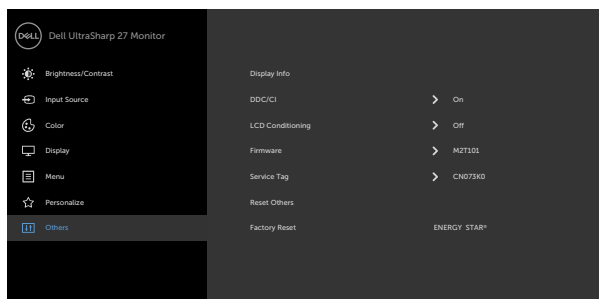 DELL Dell UltraSharp 27 Monitor
Brightness/Contrast
Input Source
Color
Display
Menu
Personalize
Others
Display Info
DDC/CI On
LCD Conditioning Off
Firmware M2T101
Service Tag CN073K0
Reset Others
Factory Reset ENERGY STAR®